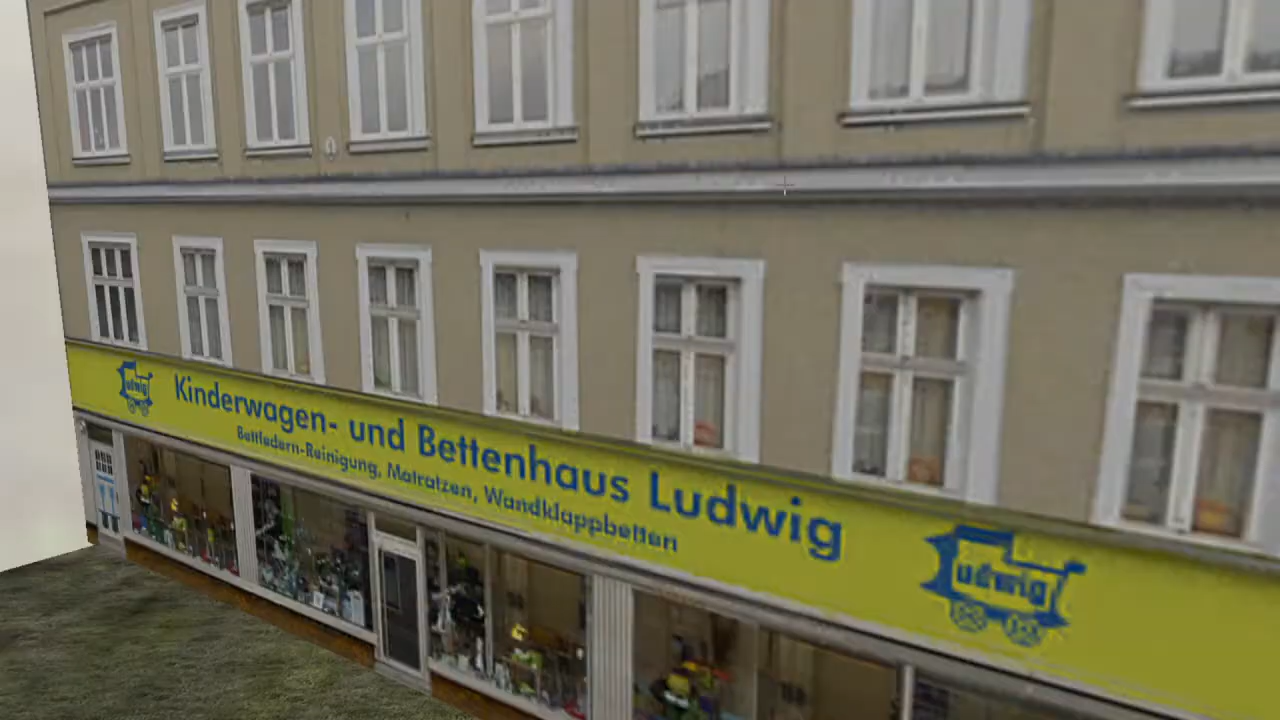 Ludwig
Kinderwagen- und Bettenhaus Ludwig
Bettfedern-Reinigung, Matratzen, Wandklappbetten
Ludwig